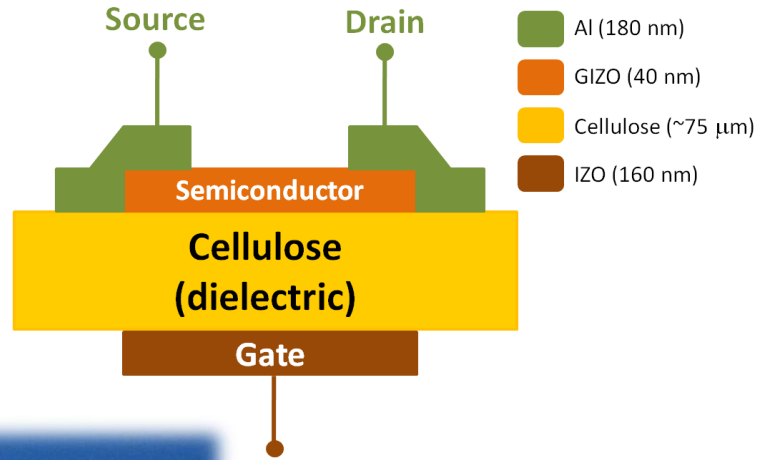 Source
Drain
Al (180 nm)
GIZO (40 nm)
Cellulose (~75 μm)
IZO (160 nm)
Semiconductor
Cellulose
(dielectric)
Gate